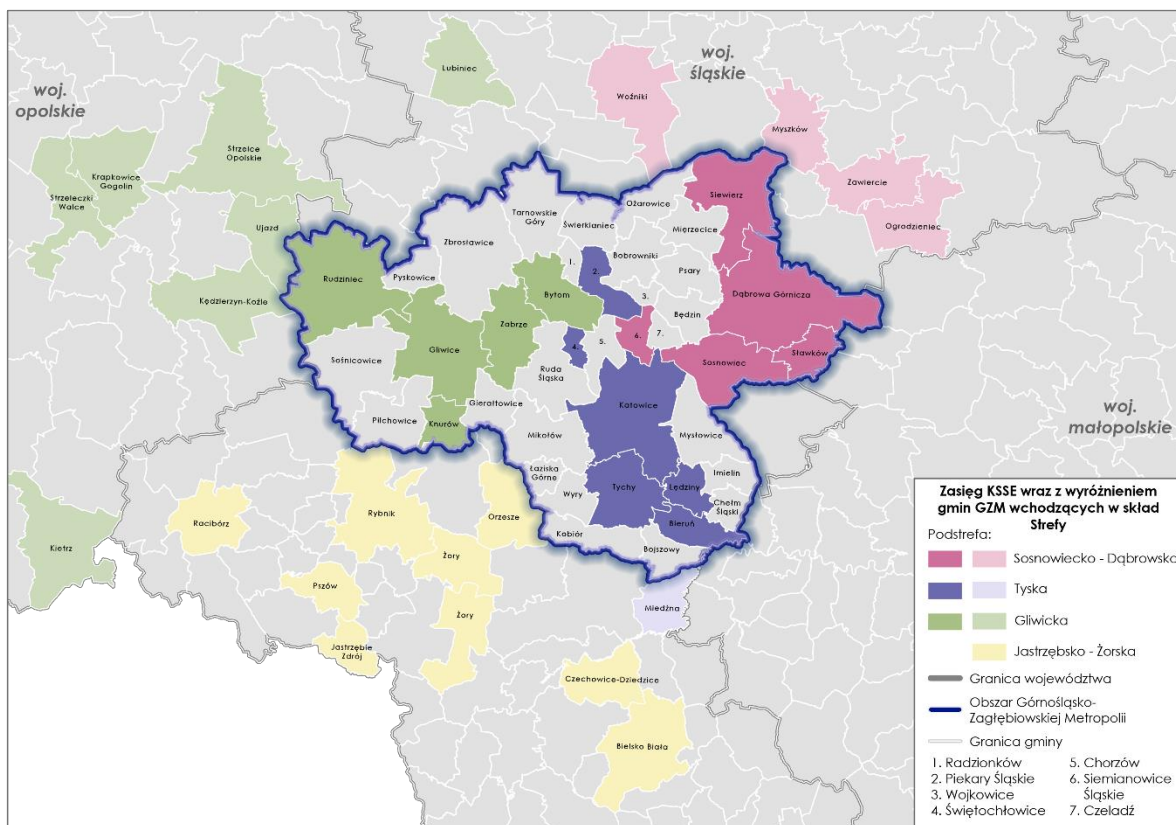 woj.
opolskie
woj.
śląskie
woj.
małopolskie
Lubiniec
Woźniki
Myszków
Zawiercie
Ogrodzieniec
Strzelce
Opolskie
Krapkowice
Gogolin
Strzeleczki
Walce
Ujazd
Kędzierzyn-Koźle
Kietrz
Siewierz
Ożarowice
Tarnowskie
Góry
Świerklaniec
Mierzęcice
Zbrosławice
Bobrowniki
Psary
Rudziniec
Pyskowice
1.
2.
3.
Bytom
Będzin
Dąbrowa Górnicza
Zabrze
Gliwice
4.
5.
6.
7.
Sosnowiec
Sławków
Sośnicowice
Ruda
Śląska
Gierałtowice
Katowice
Pilchowice
Knurów
Mikołów
Mysłowice
Imielin
Łaziska
Górne
Wyry
Tychy
Lędziny
Chełm
Śląski
Bieruń
Kobiór
Bojszowy
Miedźna
Racibórz
Rybnik
Orzesze
Żory
Żory
Pszów
Jastrzębie
Zdrój
Czechowice-Dziedzice
Bielsko Biała
Zasięg KSSE wraz z wyróżnieniem
gmin GZM wchodzących w skład
Strefy
Podstrefa:
Sosnowiecko - Dąbrowska
Tyska
Gliwicka
Jastrzębsko - Żorska
Granica województwa
Obszar Górnośląsko-
Zagłębiowskiej Metropolii
Granica gminy
1. Radzionków
2. Piekary Śląskie
3. Wojkowice
4. Świętochłowice
5. Chorzów
6. Siemianowice
Śląskie
7. Czeladź